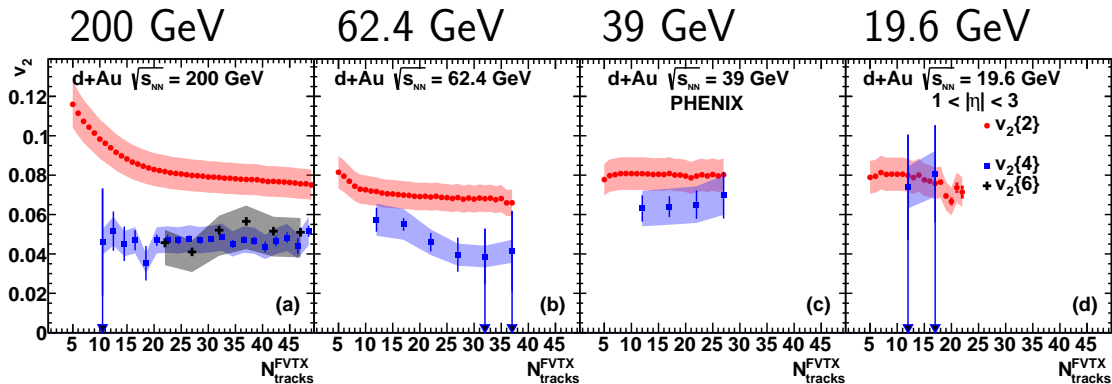 200 GeV 62.4 GeV 39 GeV 19.6 GeV
v2
d+Au √sNN = 200 GeV
d+Au √sNN = 62.4 GeV
d+Au √sNN = 39 GeV
PHENIX
d+Au √sNN = 19.6 GeV
1 < |η| < 3
v2{2}
v2{4}
v2{6}
0.12
0.1
0.08
0.06
0.04
0.02
0
(a) (b) (c) (d)
5 10 15 20 25 30 35 40 45 5 10 15 20 25 30 35 40 45 5 10 15 20 25 30 35 40 45 5 10 15 20 25 30 35 40 45
N FVTX tracks N FVTX tracks N FVTX tracks N FVTX tracks